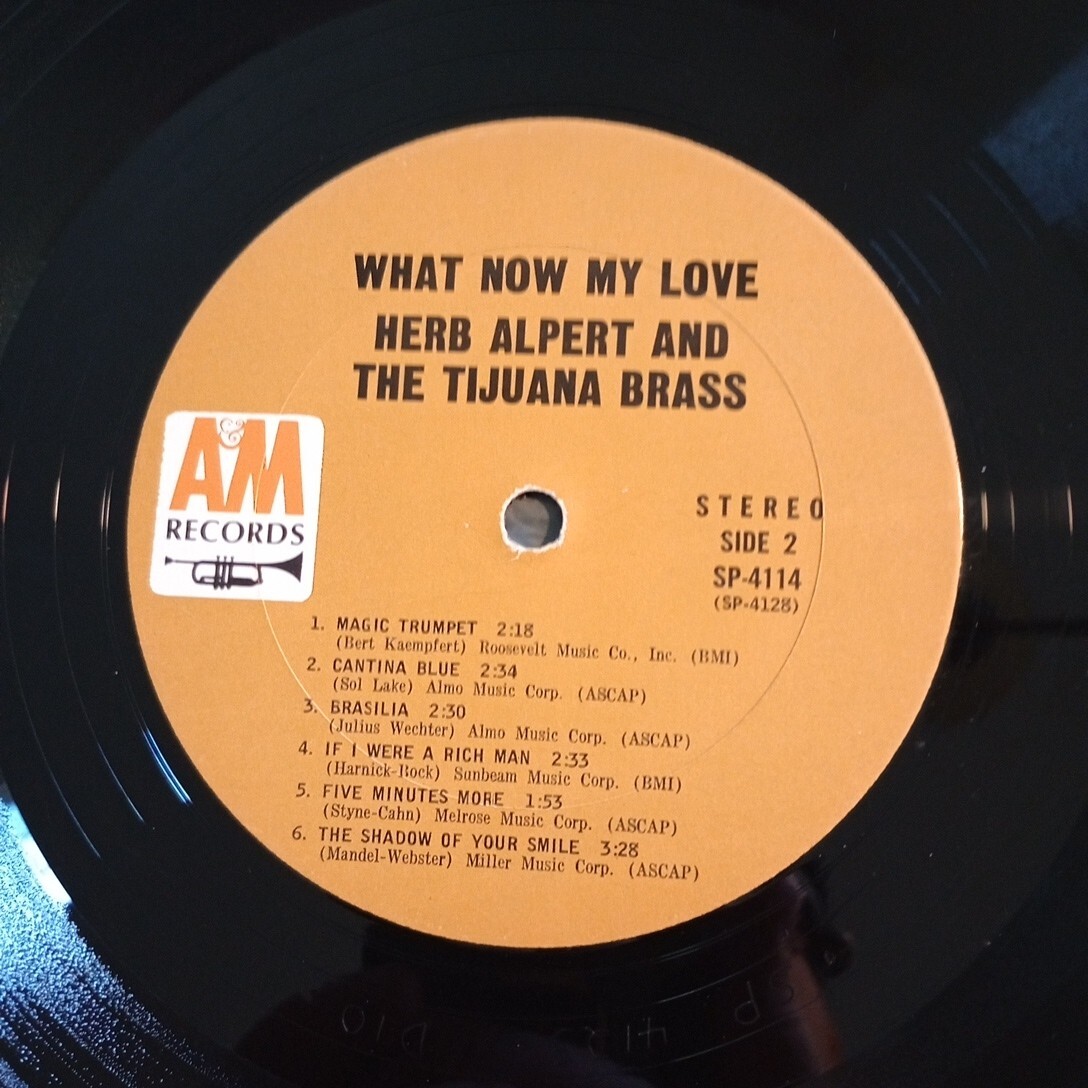 WHAT NOW MY LOVE
HERB ALPERT AND
THE TIJUANA BRASS
A&M
RECORDS
STEREO
SIDE 2
SP-4114
(SP-4128)
1. MAGIC TRUMPET 2:18
(Bert Kaempfert) Roosevelt Music Co., Inc. (BMI)
2. CANTINA BLUE 2:34
(Sol Lake) Almo Music Corp. (ASCAP)
3. BRASILIA 2:30
(Julius Wechter) Almo Music Corp. (ASCAP)
4. IF I WERE A RICH MAN 2:33
(Harnick-Bock) Sunbeam Music Corp. (BMI)
5. FIVE MINUTES MORE 1:53
(Styne-Cahn) Melrose Music Corp. (ASCAP)
6. THE SHADOW OF YOUR SMILE 3:28
(Mandel-Webster) Miller Music Corp. (ASCAP)